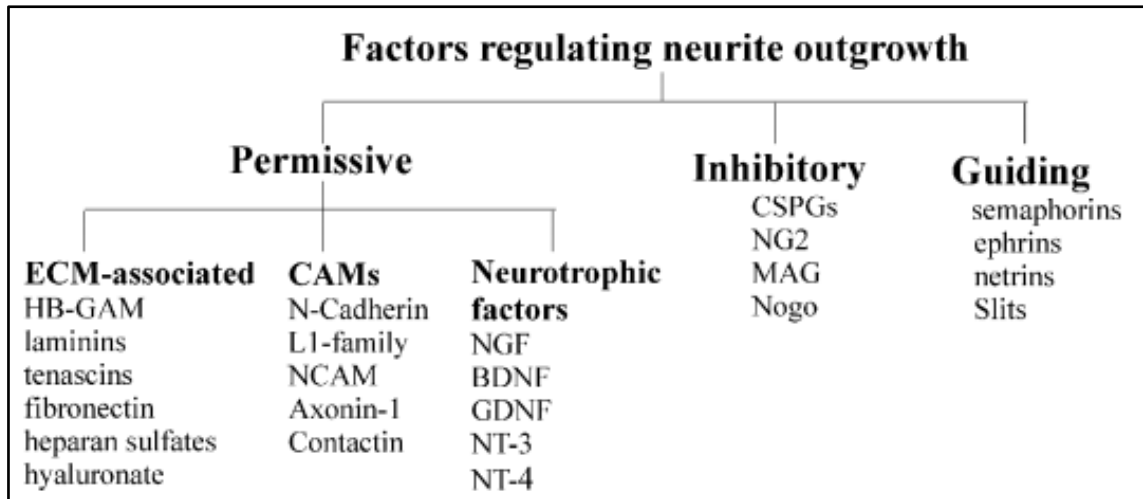 Factors regulating neurite outgrowth
Permissive
ECM-associated
HB-GAM
laminins
tenascins
fibronectin
heparan sulfates
hyaluronate
CAMs
N-Cadherin
L1-family
NCAM
Axonin-1
Contactin
Neurotrophic
factors
NGF
BDNF
GDNF
NT-3
NT-4
Inhibitory
CSPGs
NG2
MAG
Nogo
Guiding
semaphorins
ephrins
netrins
Slits